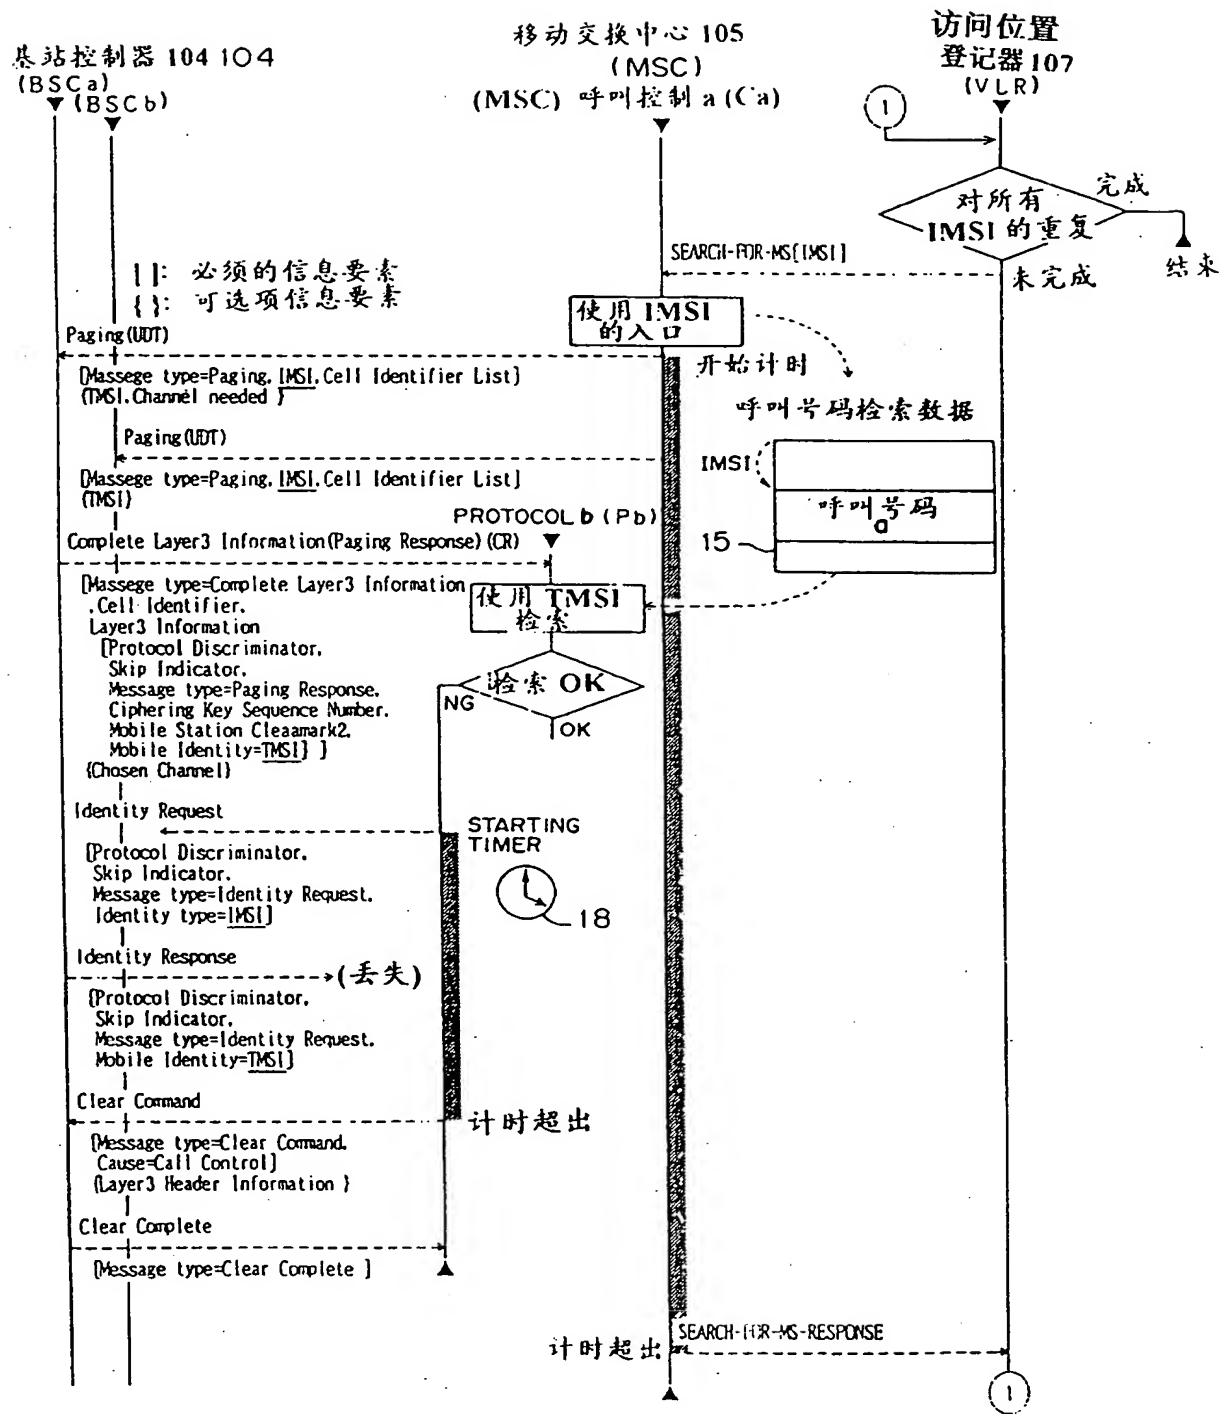 基站控制器 104 104
(BSCa)
(BSCb)
移动交换中心 105
(MSC)
(MSC) 呼叫控制 a (Ca)
访问位置
登记器 107
(VLR)
1
对所有
IMSI 的重复
完成
结束
未完成
SEARCH-FOR-MS[IMSI]
[ ]: 必须的信息要素
{ }: 可选项信息要素
使用 IMSI
的入口
Paging(UDT)
[Massege type=Paging. IMSI.Cell Identifier List]
{TMSI.Channel needed }
开始计时
呼叫号码检索数据
Paging(UDT)
[Massege type=Paging. IMSI.Cell Identifier List]
{TMSI}
IMSI
呼叫号码
a
15
PROTOCOL b (Pb)
Complete Layer3 Information(Paging Response)(CR)
[Massege type=Complete Layer3 Information
.Cell Identifier.
Layer3 Information
[Protocol Discriminator.
Skip Indicator.
Message type=Paging Response.
Ciphering Key Sequence Number.
Mobile Station Cleaamark2.
Mobile Identity=TMSI] ]
{Chosen Channel}
使用 TMSI
检索
检索 OK
NG
OK
Identity Request
[Protocol Discriminator.
Skip Indicator.
Message type=Identity Request.
Identity type=IMSI]
STARTING
TIMER
18
Identity Response
(丢失)
[Protocol Discriminator.
Skip Indicator.
Message type=Identity Request.
Mobile Identity=TMSI]
Clear Command
计时超出
[Message type=Clear Command.
Cause=Call Control]
{Layer3 Header Information }
Clear Complete
[Message type=Clear Complete ]
SEARCH-FOR-MS-RESPONSE
计时超出
1